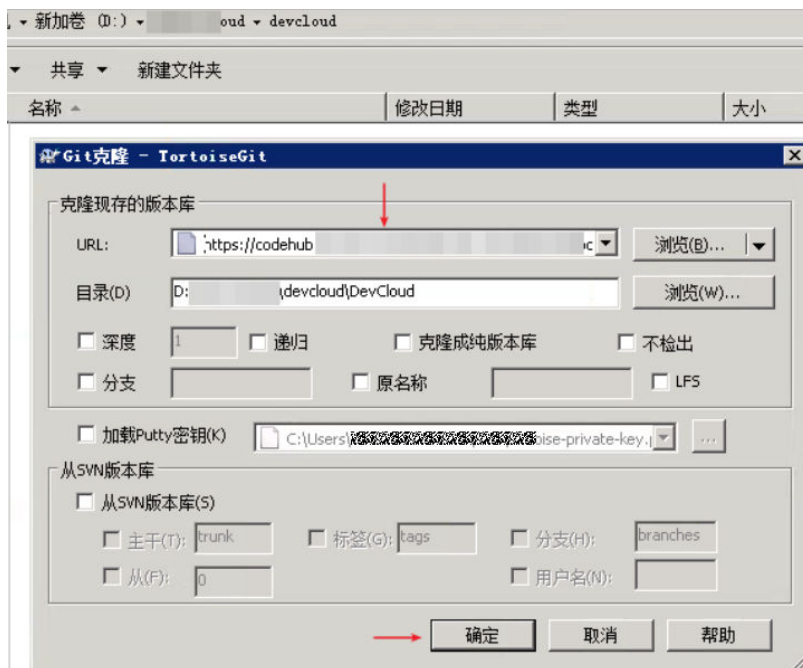 新加卷 (D:) oud devcloud
共享 新建文件夹
名称 修改日期 类型 大小
Git克隆 - TortoiseGit
克隆现存的版本库
URL: https://codehub 浏览(B)...
目录(D) D: \devcloud\DevCloud 浏览(W)...
深度 1 递归 克隆成纯版本库 不检出
分支 原名称 LFS
加载Putty密钥(K) C:\Users\ oise-private-key. ...
从SVN版本库
从SVN版本库(S)
主干(T): trunk 标签(G): tags 分支(H): branches
从(F): 0 用户名(N):
确定 取消 帮助